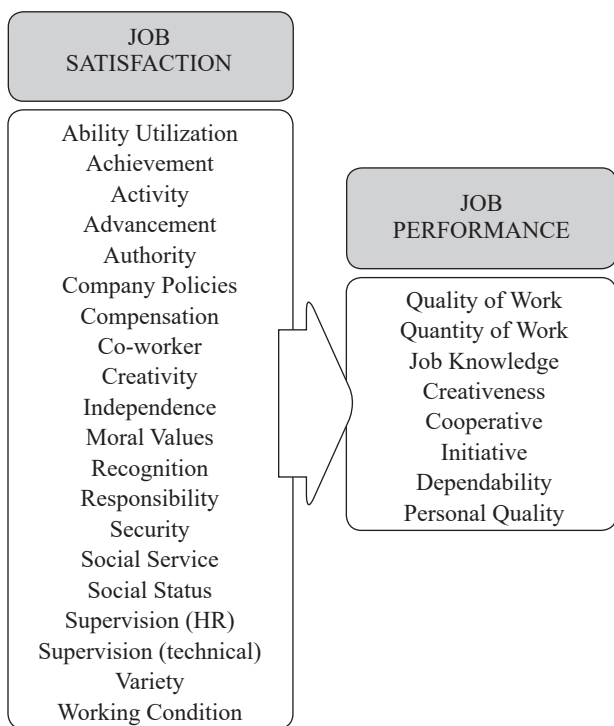 JOB
SATISFACTION
Ability Utilization
Achievement
Activity
Advancement
Authority
Company Policies
Compensation
Co-worker
Creativity
Independence
Moral Values
Recognition
Responsibility
Security
Social Service
Social Status
Supervision (HR)
Supervision (technical)
Variety
Working Condition
JOB
PERFORMANCE
Quality of Work
Quantity of Work
Job Knowledge
Creativeness
Cooperative
Initiative
Dependability
Personal Quality